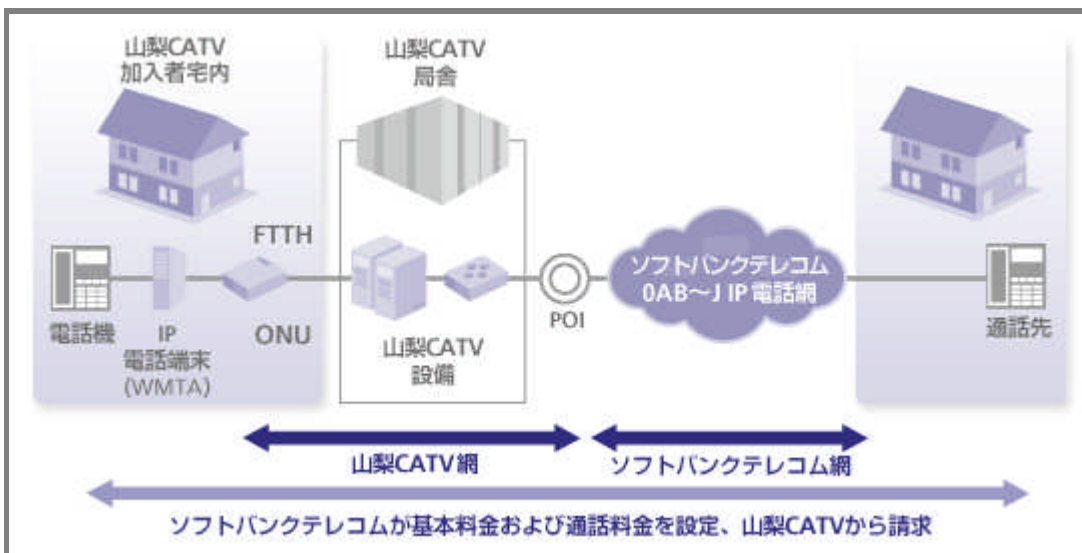 山梨CATV
加入者宅内
山梨CATV
局舎
FTTH
電話機
IP
電話端末
(WMTA)
ONU
山梨CATV
設備
POI
ソフトバンクテレコム
0AB~J IP電話網
通話先
山梨CATV網
ソフトバンクテレコム網
ソフトバンクテレコムが基本料金および通話料金を設定、山梨CATVから請求